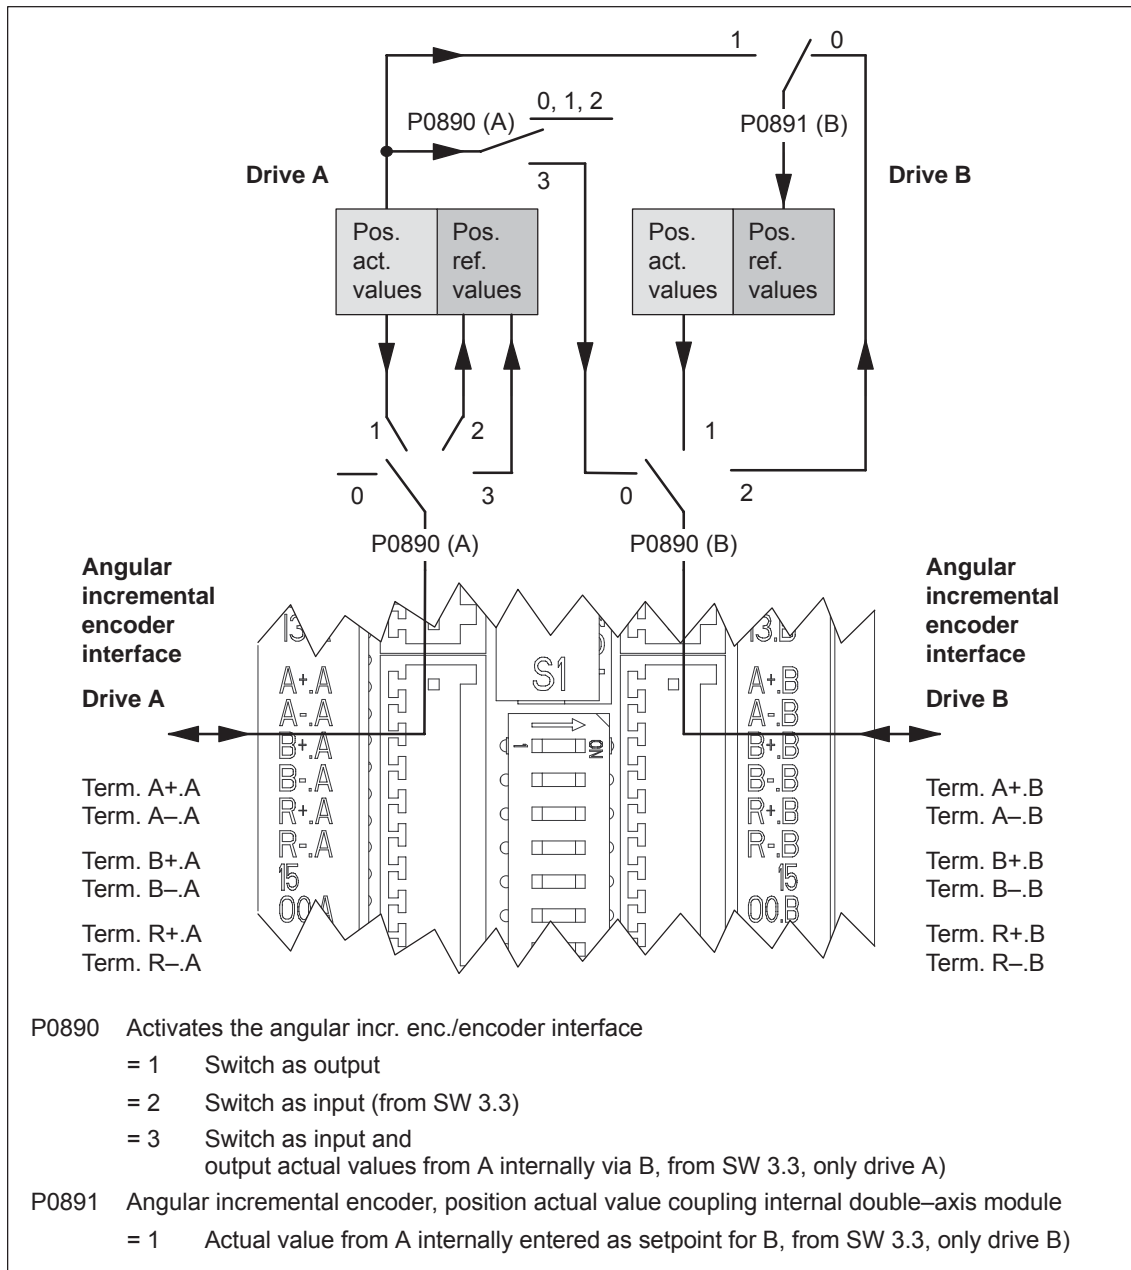 1
0
0, 1, 2
P0890 (A)
P0891 (B)
Drive A
3
Drive B
Pos.
act.
values
Pos.
ref.
values
Pos.
act.
values
Pos.
ref.
values
1
2
1
0
3
0
2
P0890 (A)
P0890 (B)
Angular
incremental
encoder
interface
Drive A
Angular
incremental
encoder
interface
Drive B
S1
A+.A
A-.A
B+.A
B-.A
R+.A
R-.A
15
00.A
1
ON
13.B
A+.B
A-.B
B+.B
B-.B
R+.B
R-.B
15
00.B
Term. A+.A
Term. A–.A
Term. B+.A
Term. B–.A
Term. R+.A
Term. R–.A
Term. A+.B
Term. A–.B
Term. B+.B
Term. B–.B
Term. R+.B
Term. R–.B
P0890 Activates the angular incr. enc./encoder interface
= 1 Switch as output
= 2 Switch as input (from SW 3.3)
= 3 Switch as input and
output actual values from A internally via B, from SW 3.3, only drive A)
P0891 Angular incremental encoder, position actual value coupling internal double–axis module
= 1 Actual value from A internally entered as setpoint for B, from SW 3.3, only drive B)